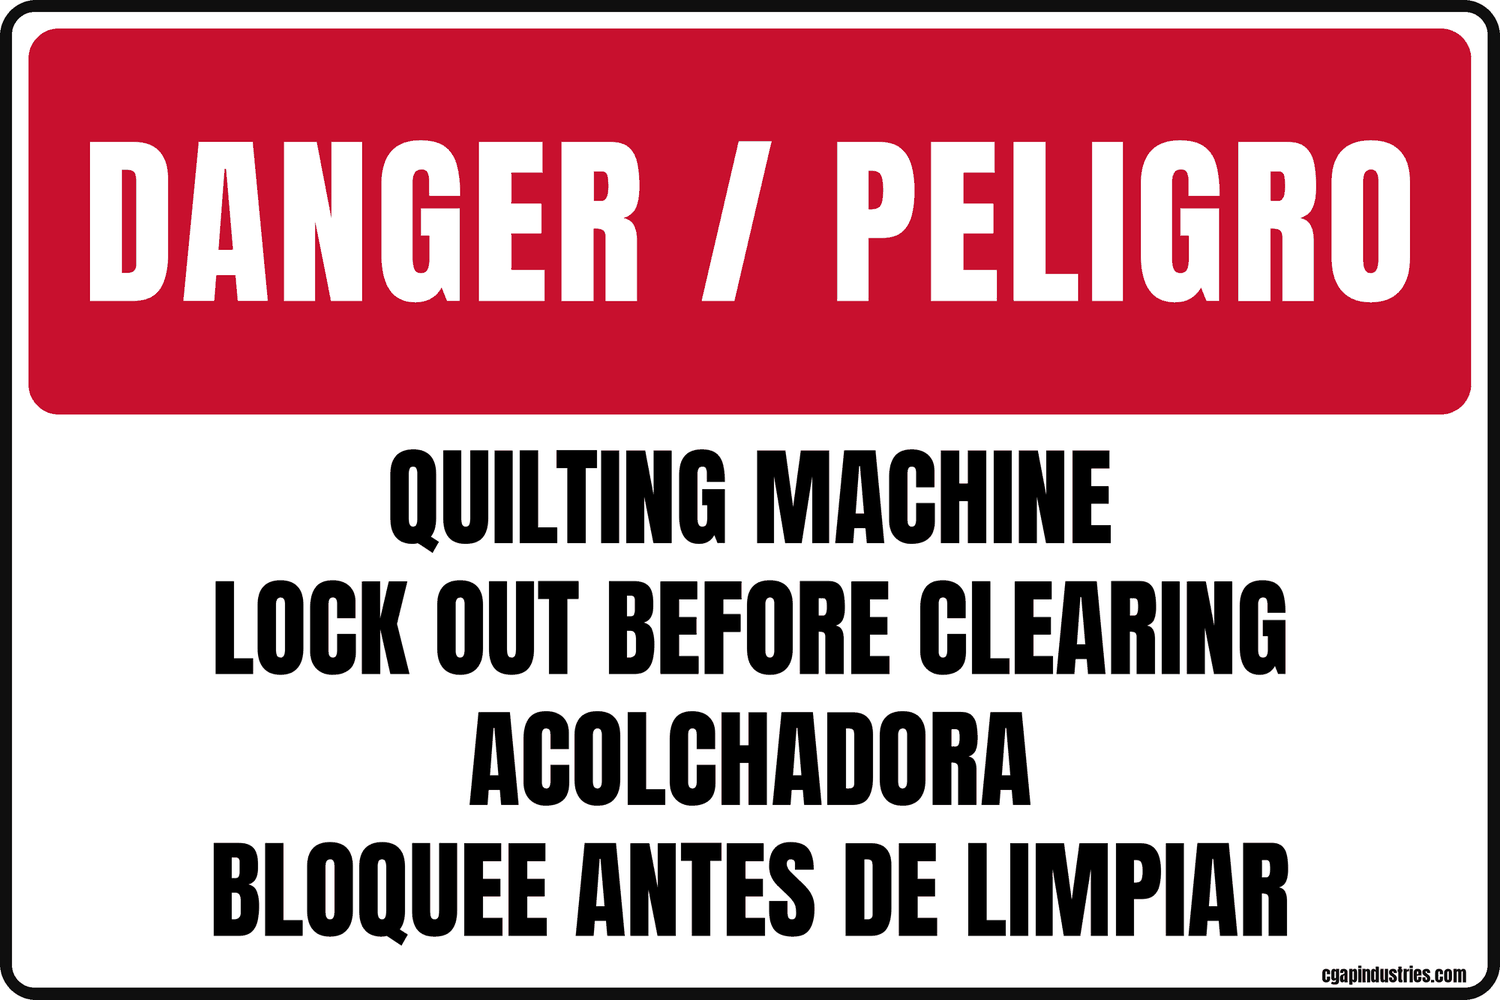 DANGER / PELIGRO
QUILTING MACHINE
LOCK OUT BEFORE CLEARING
ACOLCHADORA
BLOQUEE ANTES DE LIMPIAR
cgapindustries.com